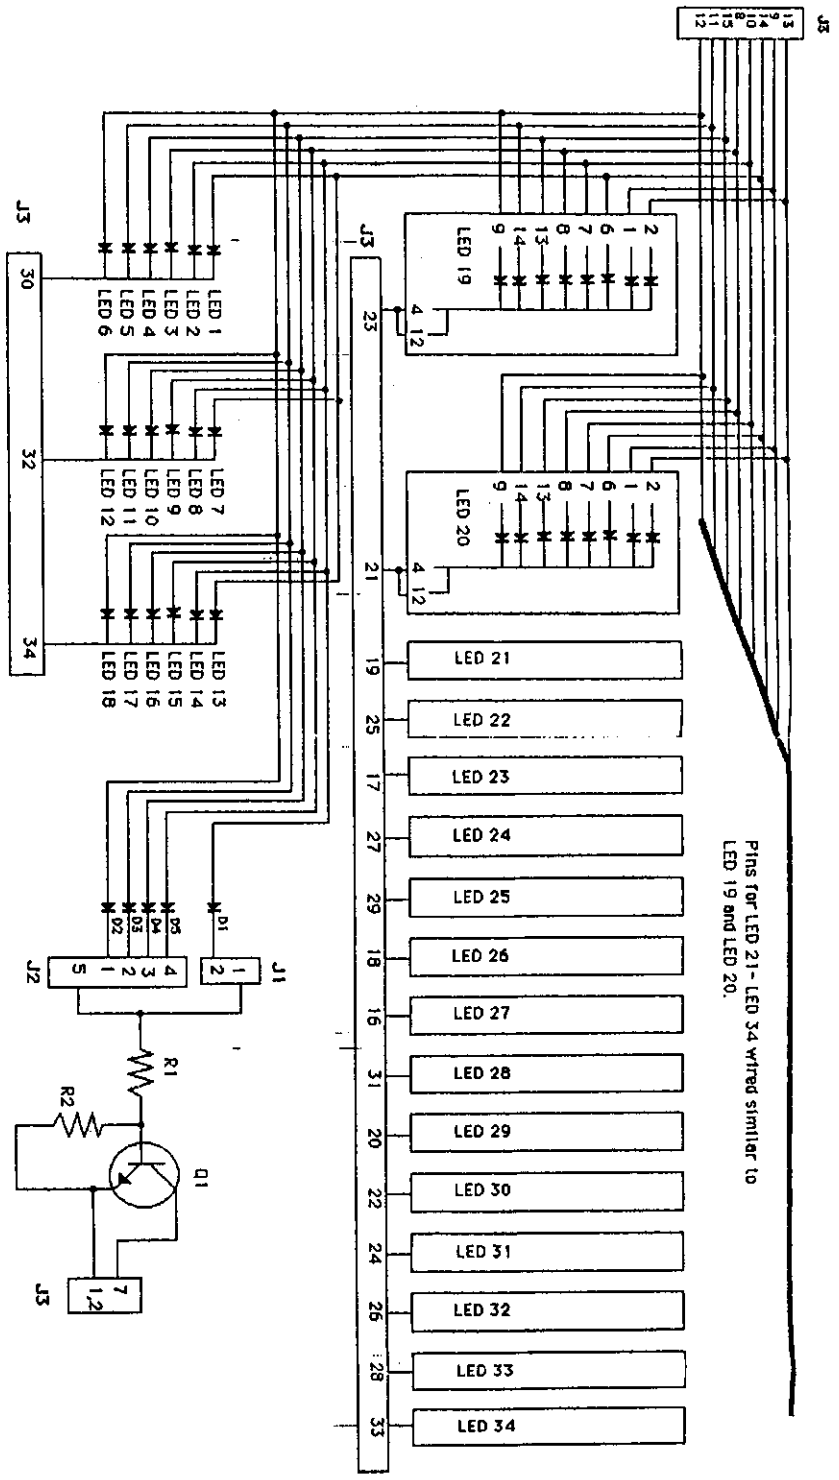 J3
12
11
15
8
10
14
9
13
J3
30
32
34
LED 1
LED 2
LED 3
LED 4
LED 5
LED 6
LED 7
LED 8
LED 9
LED 10
LED 11
LED 12
LED 13
LED 14
LED 15
LED 16
LED 17
LED 18
J3
23
21
19
25
17
27
29
18
16
31
20
22
24
26
28
33
LED 19
9
14
13
8
7
6
1
2
4
12
LED 20
9
14
13
8
7
6
1
2
4
12
LED 21
LED 22
LED 23
LED 24
LED 25
LED 26
LED 27
LED 28
LED 29
LED 30
LED 31
LED 32
LED 33
LED 34
Pins for LED 21- LED 34 wired similar to
LED 19 and LED 20.
D2
D3
D4
D5
D1
J2
5
1
2
3
4
J1
2
1
R1
R2
Q1
J3
7
1,2